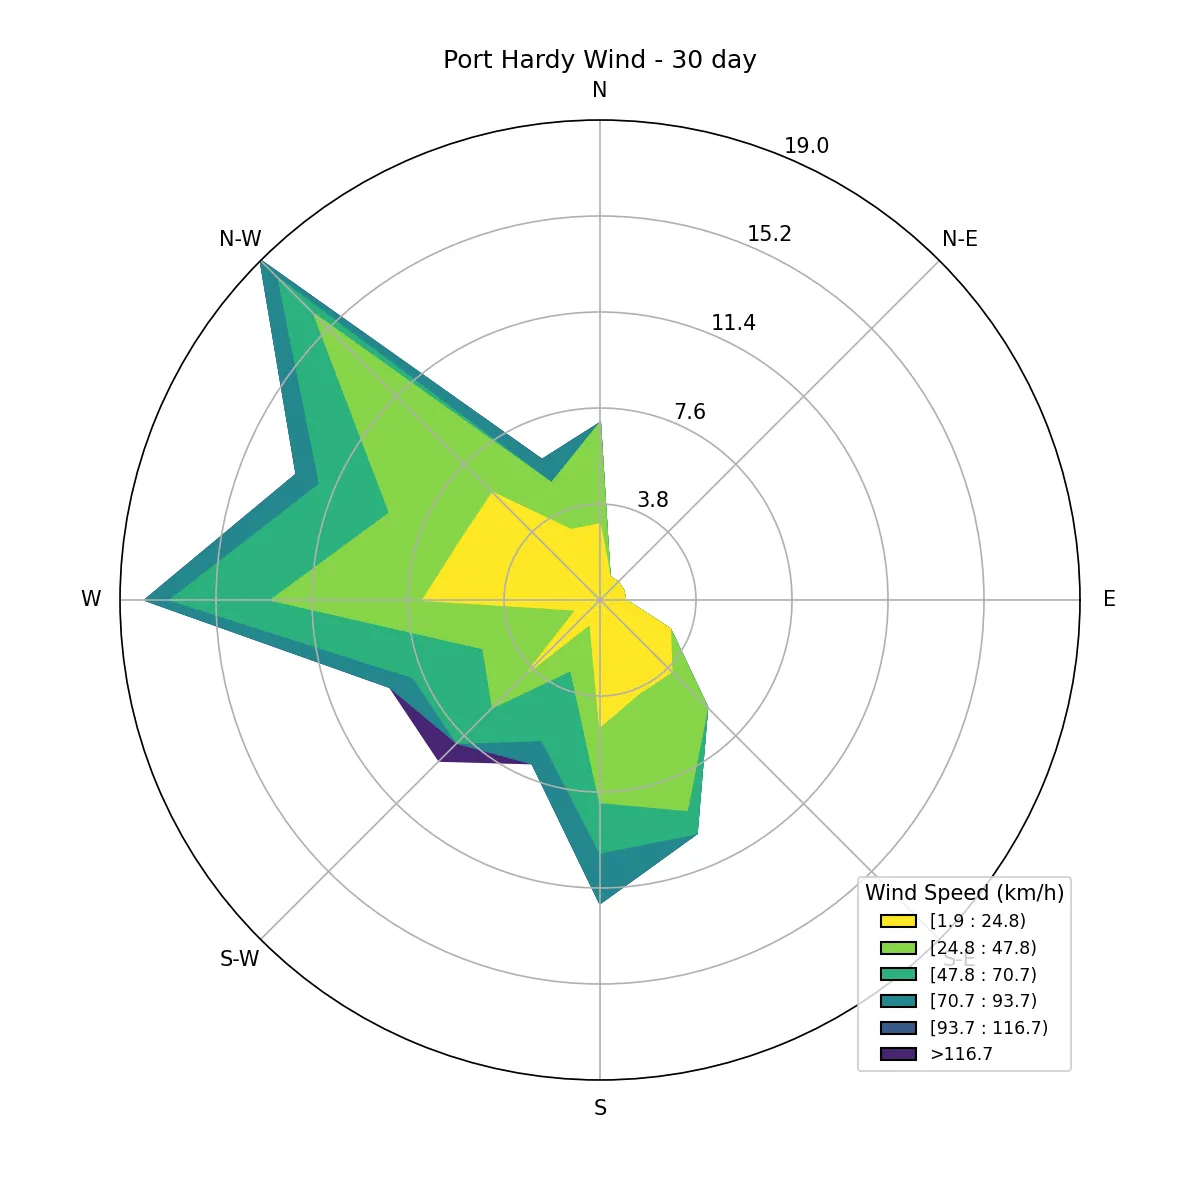 Port Hardy Wind - 30 day
N
19.0
N-W
15.2
N-E
11.4
7.6
3.8
W
E
S-W
S-E
S
Wind Speed (km/h)
[1.9 : 24.8)
[24.8 : 47.8)
[47.8 : 70.7)
[70.7 : 93.7)
[93.7 : 116.7)
>116.7